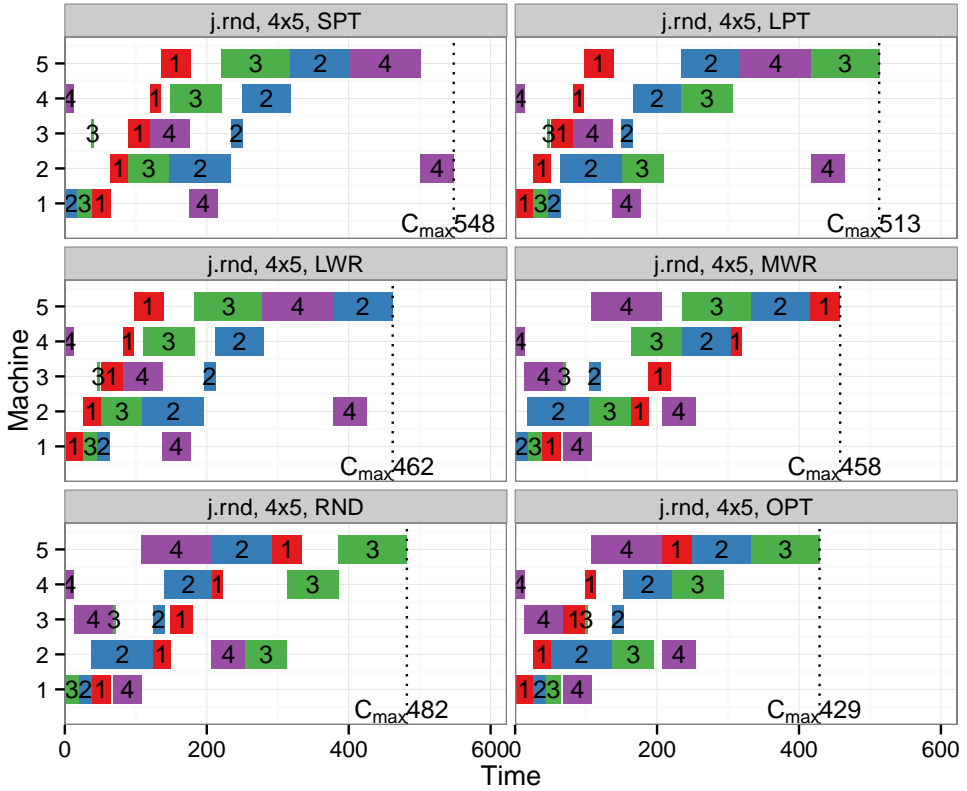 j.rnd, 4x5, SPT
j.rnd, 4x5, LPT
5 1 3 2 4
1 2 4 3
4 4 1 3 2
4 1 2 3
3 3 1 4 2
3 1 4 2
2 1 3 2 4
1 2 3 4
1 2 3 1 4
1 3 2 4
Cmax548
Cmax513
j.rnd, 4x5, LWR
j.rnd, 4x5, MWR
5 1 3 4 2
4 3 2 1
4 4 1 3 2
4 3 2 1
3 3 1 4 2
4 3 2 1
2 1 3 2 4
2 3 1 4
1 1 3 2 4
2 3 1 4
Cmax462
Cmax458
j.rnd, 4x5, RND
j.rnd, 4x5, OPT
5 4 2 1 3
4 1 2 3
4 4 2 1 3
4 1 2 3
3 4 3 2 1
4 1 3 2
2 2 1 4 3
1 2 3 4
1 3 2 1 4
1 2 3 4
Cmax482
Cmax429
0 200 400 600
0 200 400 600
Time
Machine